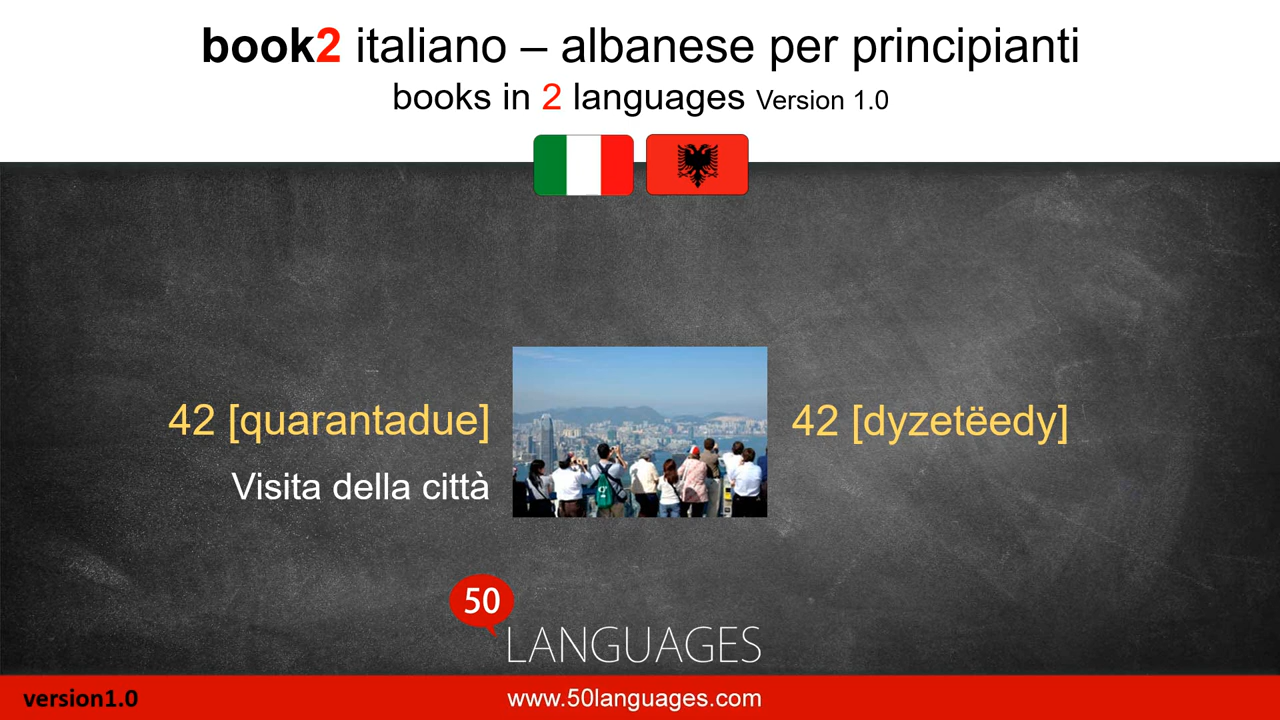 book2 italiano – albanese per principianti
books in 2 languages Version 1.0
42 [quarantadue]
Visita della città
42 [dyzetëedy]
50
LANGUAGES
version1.0
www.50languages.com